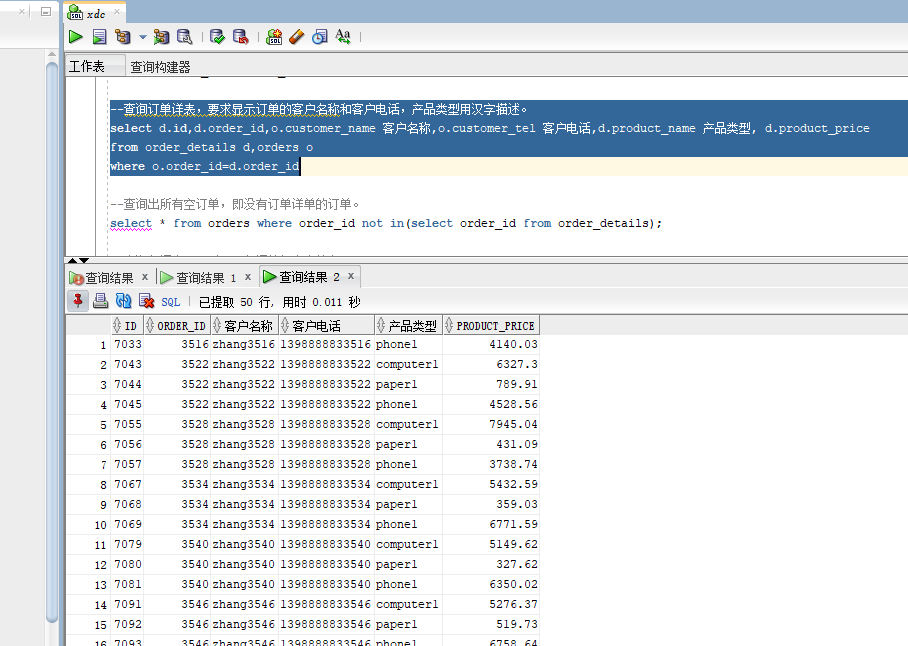 xdc
工作表 查询构建器
--查询订单详表，要求显示订单的客户名称和客户电话，产品类型用汉字描述。
select d.id,d.order_id,o.customer_name 客户名称,o.customer_tel 客户电话,d.product_name 产品类型, d.product_price
from order_details d,orders o
where o.order_id=d.order_id
--查询出所有空订单，即没有订单详单的订单。
select * from orders where order_id not in(select order_id from order_details);
查询结果 × 查询结果 1 × 查询结果 2 ×
SQL | 已提取 50 行, 用时 0.011 秒
ID ORDER_ID 客户名称 客户电话 产品类型 PRODUCT_PRICE
1 7033 3516 zhang3516 1398888833516 phone1 4140.03
2 7043 3522 zhang3522 1398888833522 computer1 6327.3
3 7044 3522 zhang3522 1398888833522 paper1 789.91
4 7045 3522 zhang3522 1398888833522 phone1 4528.56
5 7055 3528 zhang3528 1398888833528 computer1 7945.04
6 7056 3528 zhang3528 1398888833528 paper1 431.09
7 7057 3528 zhang3528 1398888833528 phone1 3738.74
8 7067 3534 zhang3534 1398888833534 computer1 5432.59
9 7068 3534 zhang3534 1398888833534 paper1 359.03
10 7069 3534 zhang3534 1398888833534 phone1 6771.59
11 7079 3540 zhang3540 1398888833540 computer1 5149.62
12 7080 3540 zhang3540 1398888833540 paper1 327.62
13 7081 3540 zhang3540 1398888833540 phone1 6350.02
14 7091 3546 zhang3546 1398888833546 computer1 5276.37
15 7092 3546 zhang3546 1398888833546 paper1 519.73
16 7093 3546 zhang3546 1398888833546 phone1 6758.64